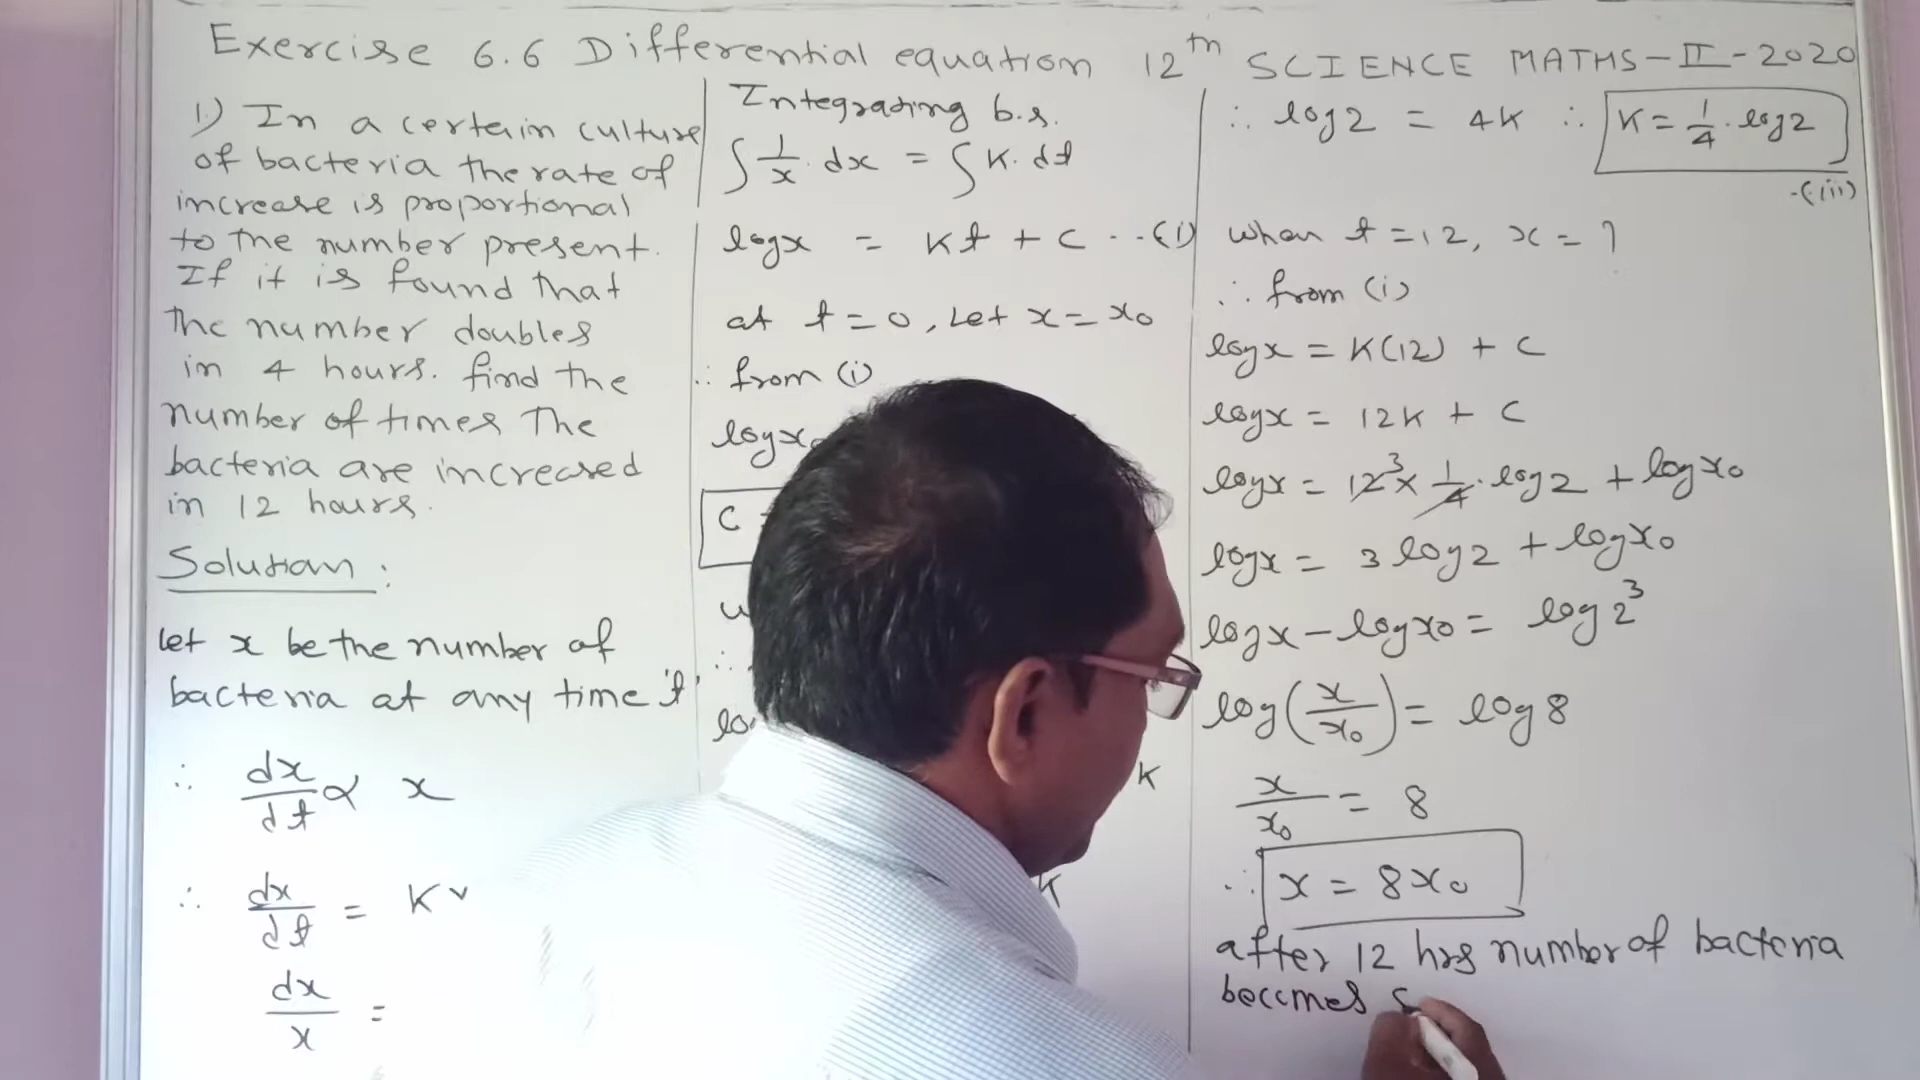 Exercise 6.6 Differential equation 12th SCIENCE MATHS-II-2020
1) In a certain culture
of bacteria the rate of
increase is proportional
to the number present.
If it is found that
the number doubles
in 4 hours. find the
number of times The
bacteria are increased
in 12 hours.
Solution :
let x be the number of
bacteria at any time 't'
∴ dx/dt ∝ x
∴ dx/dt = K
dx/x =
Integrating b.s.
∫ 1/x · dx = ∫ K · dt
log x = Kt + C --(i)
at t = 0, Let x = x₀
∴ from (i)
log x₀
C
K
K
∴ log 2 = 4K ∴ K = 1/4 · log 2
-(iii)
when t = 12, x = ?
∴ from (i)
log x = K(12) + C
log x = 12K + C
log x = 12³ × 1/4 · log 2 + log x₀
log x = 3 log 2 + log x₀
log x - log x₀ = log 2³
log (x/x₀) = log 8
x/x₀ = 8
∴ x = 8x₀
after 12 hrs number of bacteria
becomes